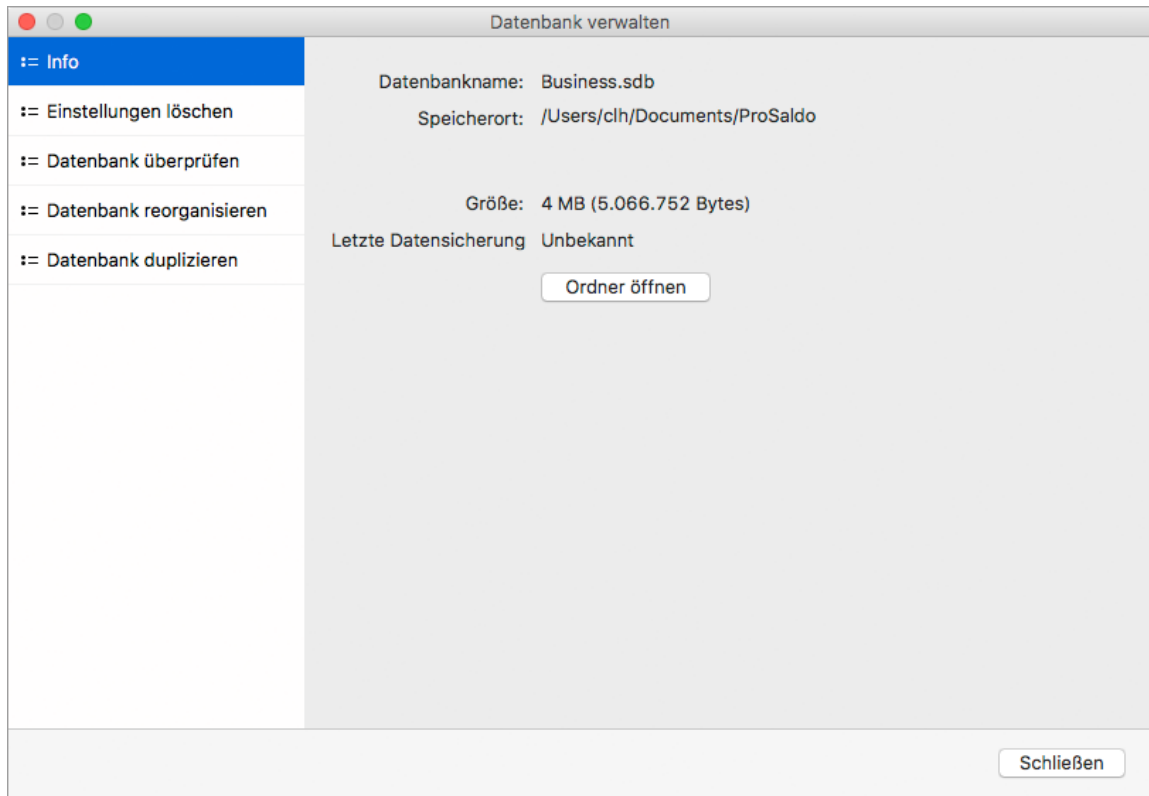 Datenbank verwalten
Info
Einstellungen löschen
Datenbank überprüfen
Datenbank reorganisieren
Datenbank duplizieren
Datenbankname: Business.sdb
Speicherort: /Users/clh/Documents/ProSaldo
Größe: 4 MB (5.066.752 Bytes)
Letzte Datensicherung Unbekannt
Ordner öffnen
Schließen